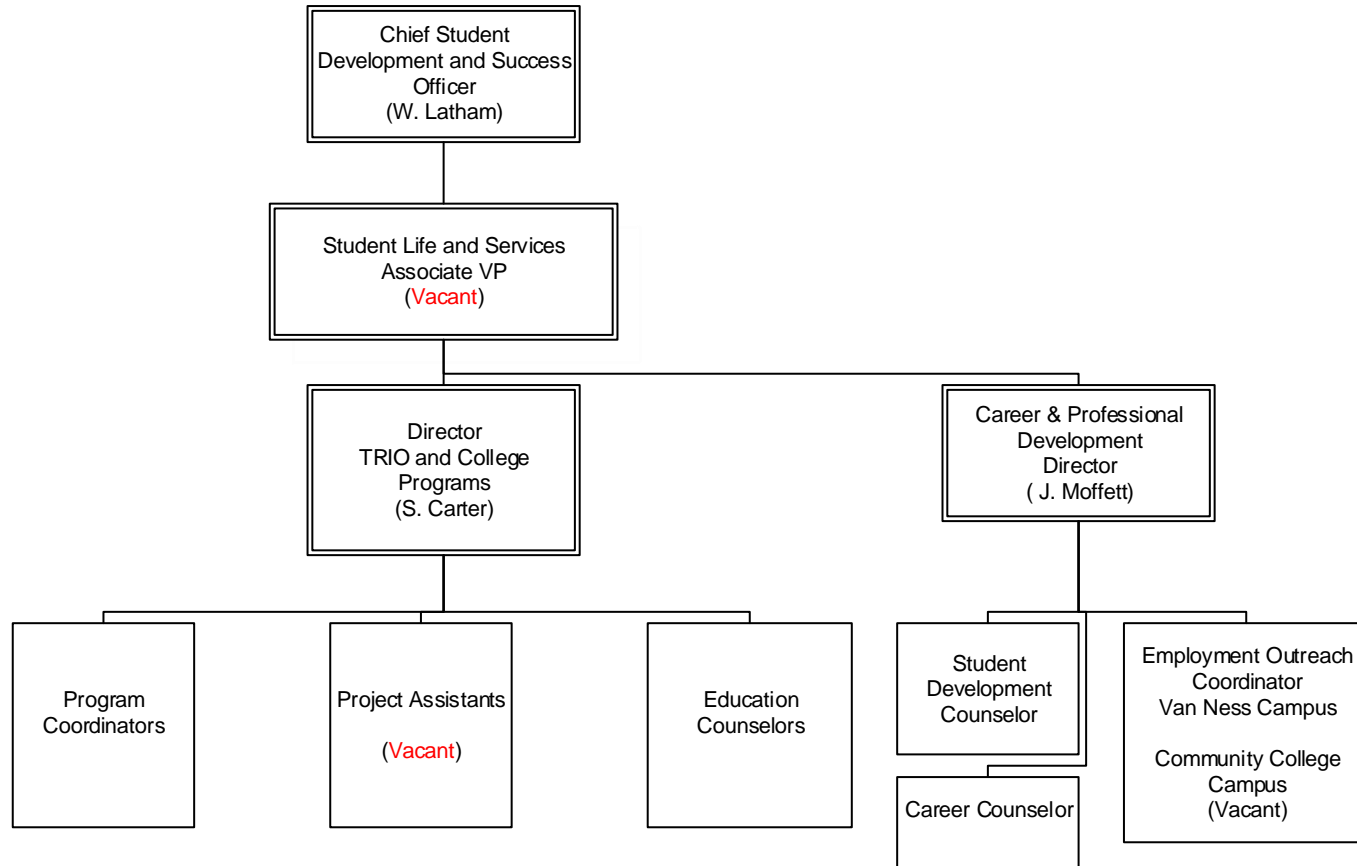 Chief Student
Development and Success
Officer
(W. Latham)
Student Life and Services
Associate VP
(Vacant)
Director
TRIO and College
Programs
(S. Carter)
Career & Professional
Development
Director
( J. Moffett)
Program
Coordinators
Project Assistants
(Vacant)
Education
Counselors
Student
Development
Counselor
Career Counselor
Employment Outreach
Coordinator
Van Ness Campus
Community College
Campus
(Vacant)